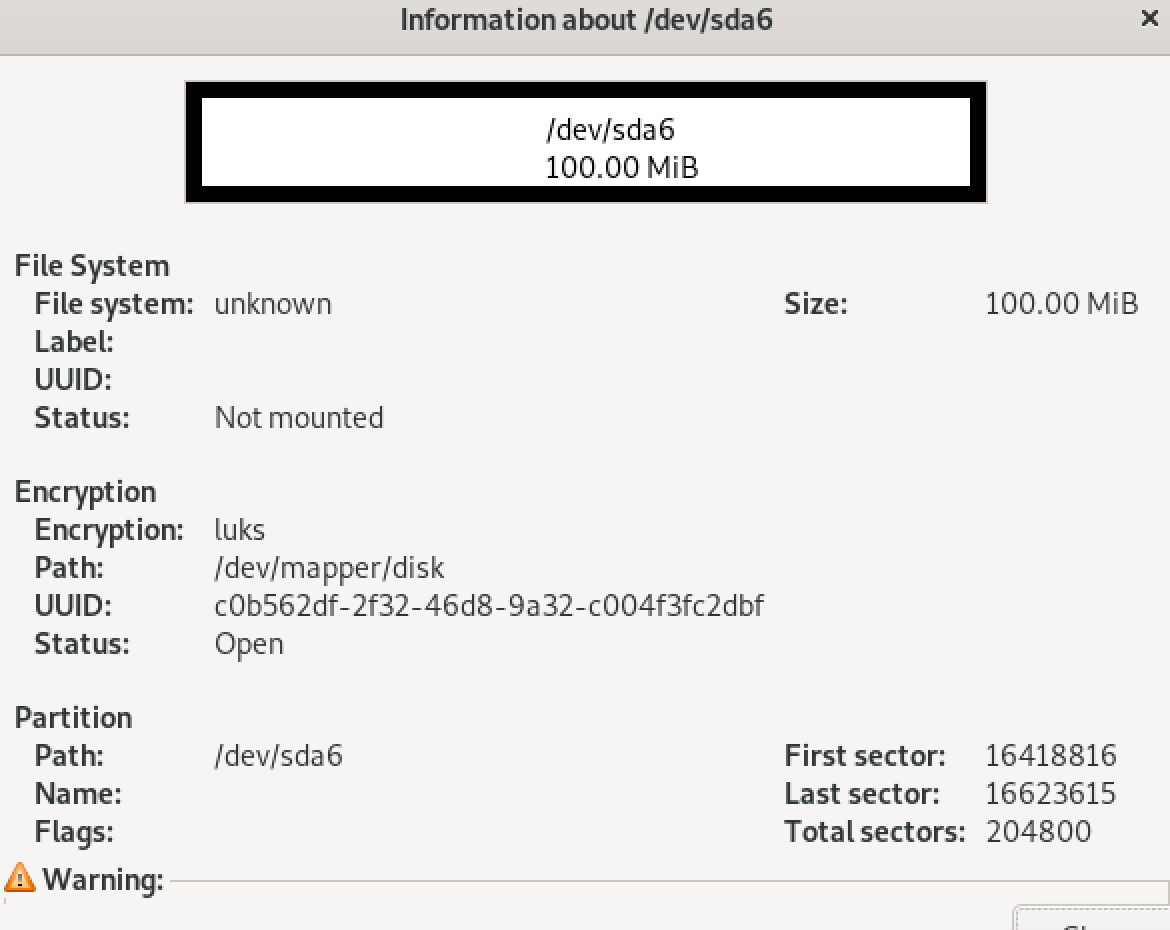 Information about /dev/sda6
/dev/sda6
100.00 MiB
File System
File system: unknown Size: 100.00 MiB
Label:
UUID:
Status: Not mounted
Encryption
Encryption: luks
Path: /dev/mapper/disk
UUID: c0b562df-2f32-46d8-9a32-c004f3fc2dbf
Status: Open
Partition
Path: /dev/sda6 First sector: 16418816
Name: Last sector: 16623615
Flags: Total sectors: 204800
Warning: